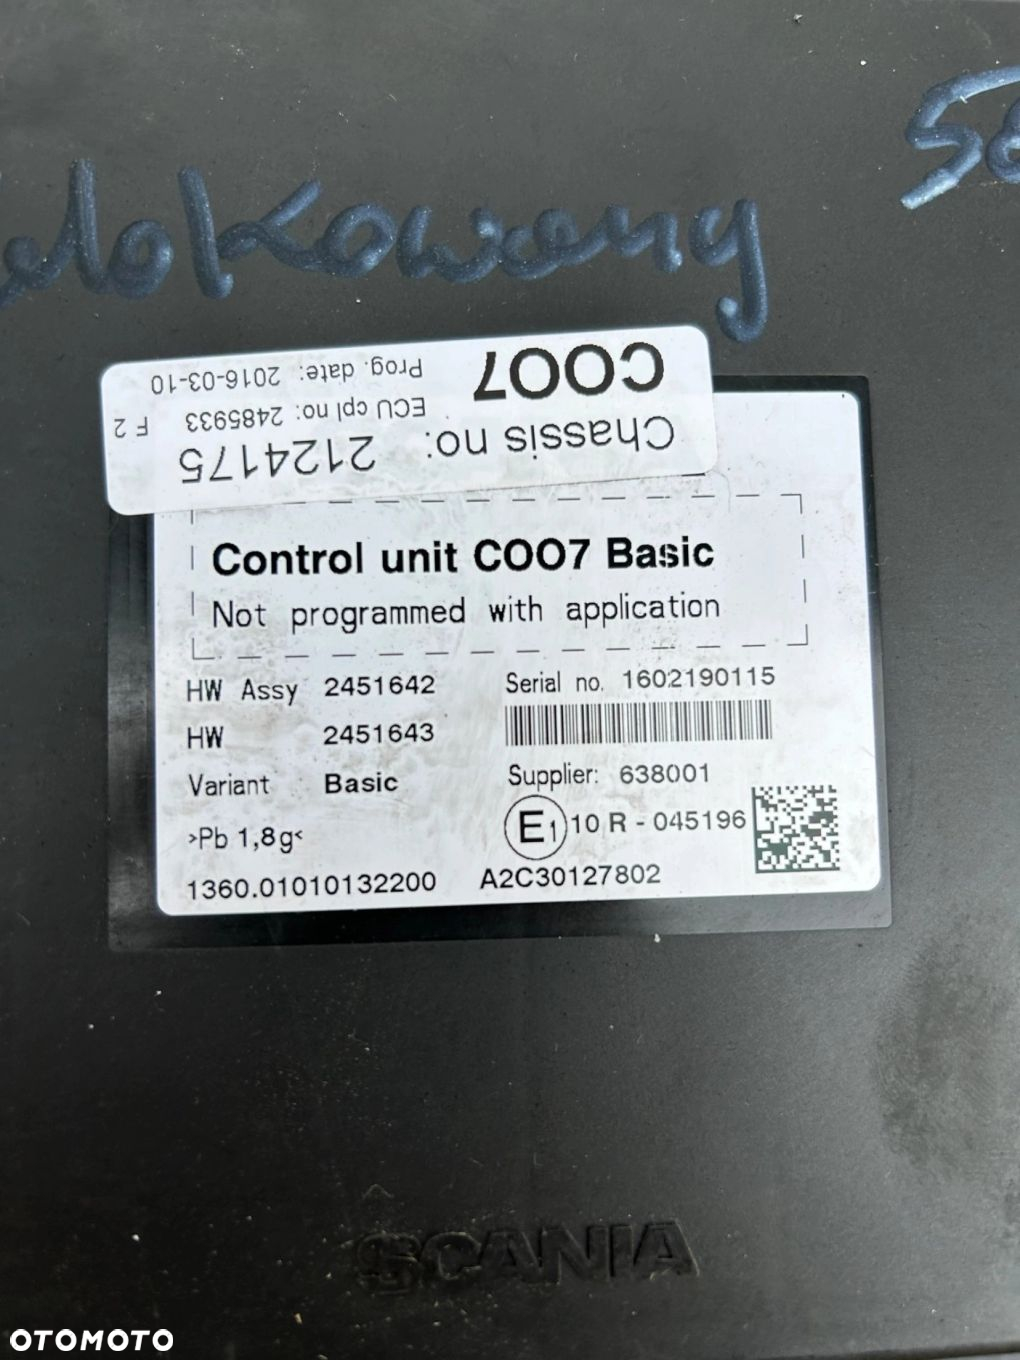 Chassis no: 2124175
COO7
ECU cpl no: 2485933
F 2
Prog. date: 2016-03-10
Control unit COO7 Basic
Not programmed with application
HW Assy 2451642
Serial no. 1602190115
HW 2451643
Variant Basic
Supplier: 638001
>Pb 1,8g<
E1 10 R - 045196
1360.01010132200
A2C30127802
SCANIA
OTOMOTO